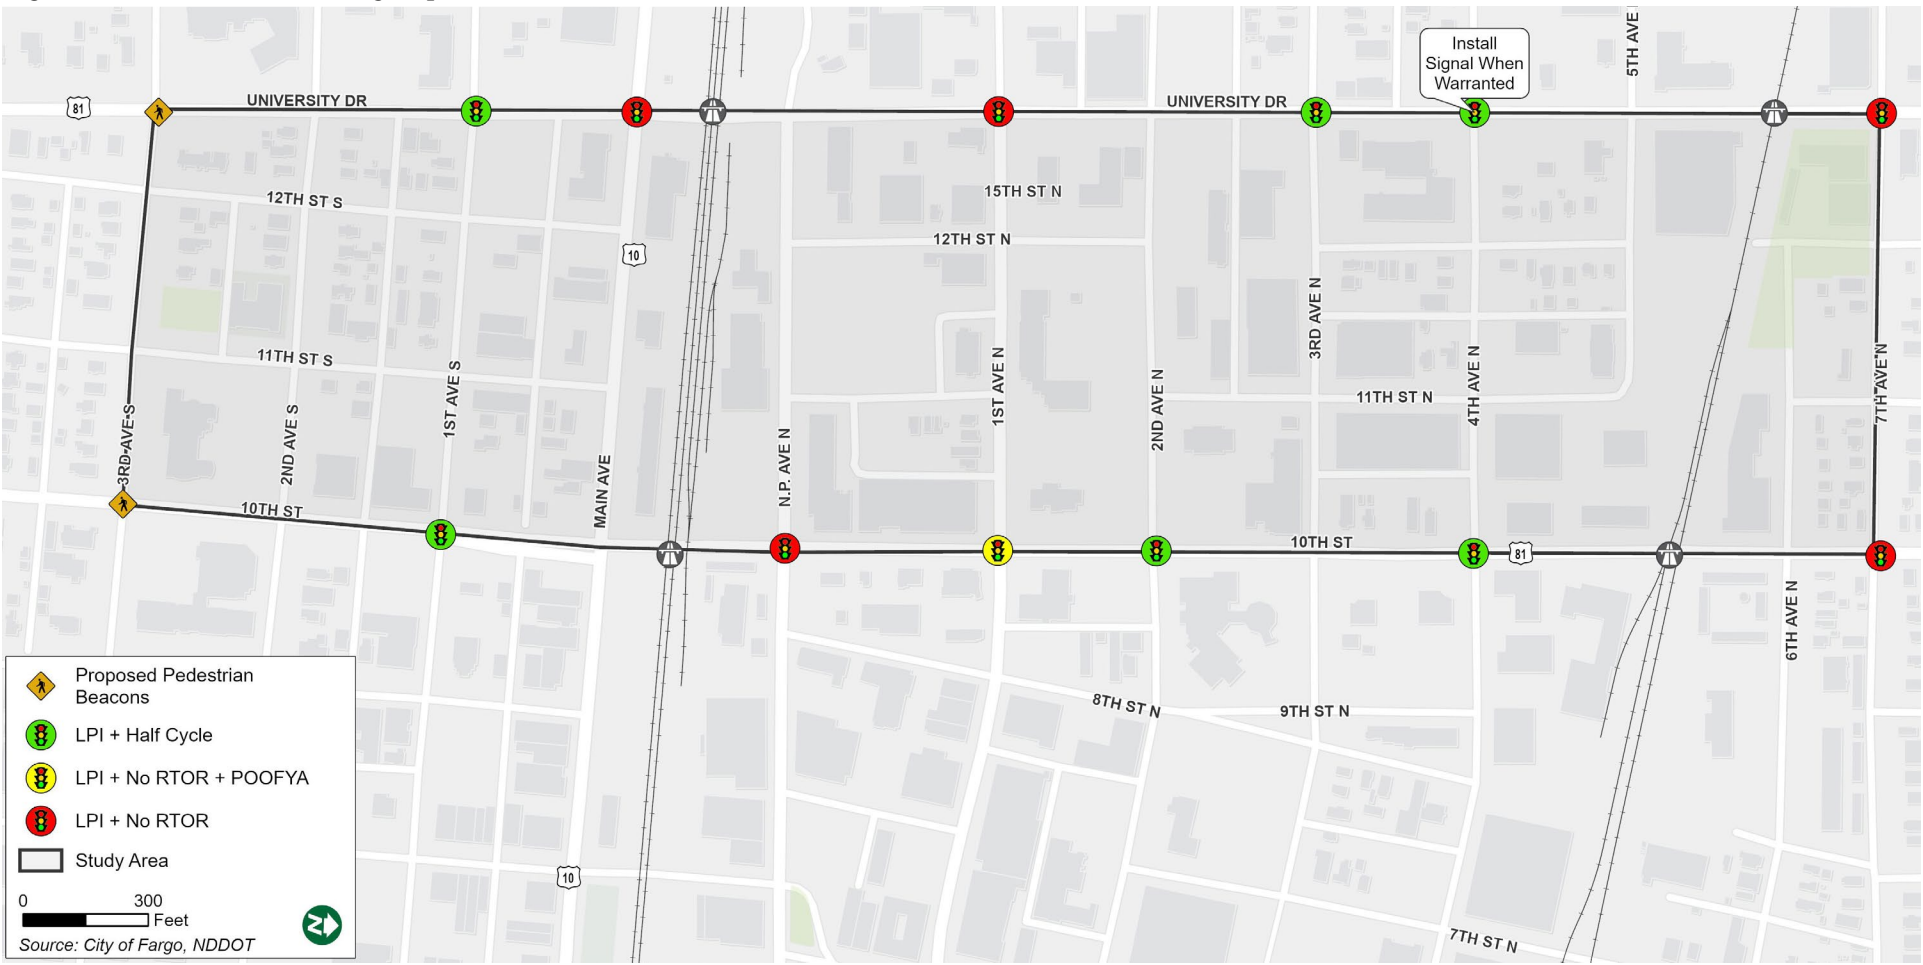 Install
Signal When
Warranted
5TH AVE
81
UNIVERSITY DR
UNIVERSITY DR
12TH ST S
15TH ST N
12TH ST N
10
11TH ST S
3RD AVE N
11TH ST N
3RD AVE S
2ND AVE S
1ST AVE S
MAIN AVE
N.P. AVE N
1ST AVE N
2ND AVE N
4TH AVE N
7TH AVE N
10TH ST
10TH ST
81
6TH AVE N
8TH ST N
9TH ST N
10
7TH ST N
Proposed Pedestrian
Beacons
LPI + Half Cycle
LPI + No RTOR + POOFYA
LPI + No RTOR
Study Area
0 300
Feet
N
Source: City of Fargo, NDDOT